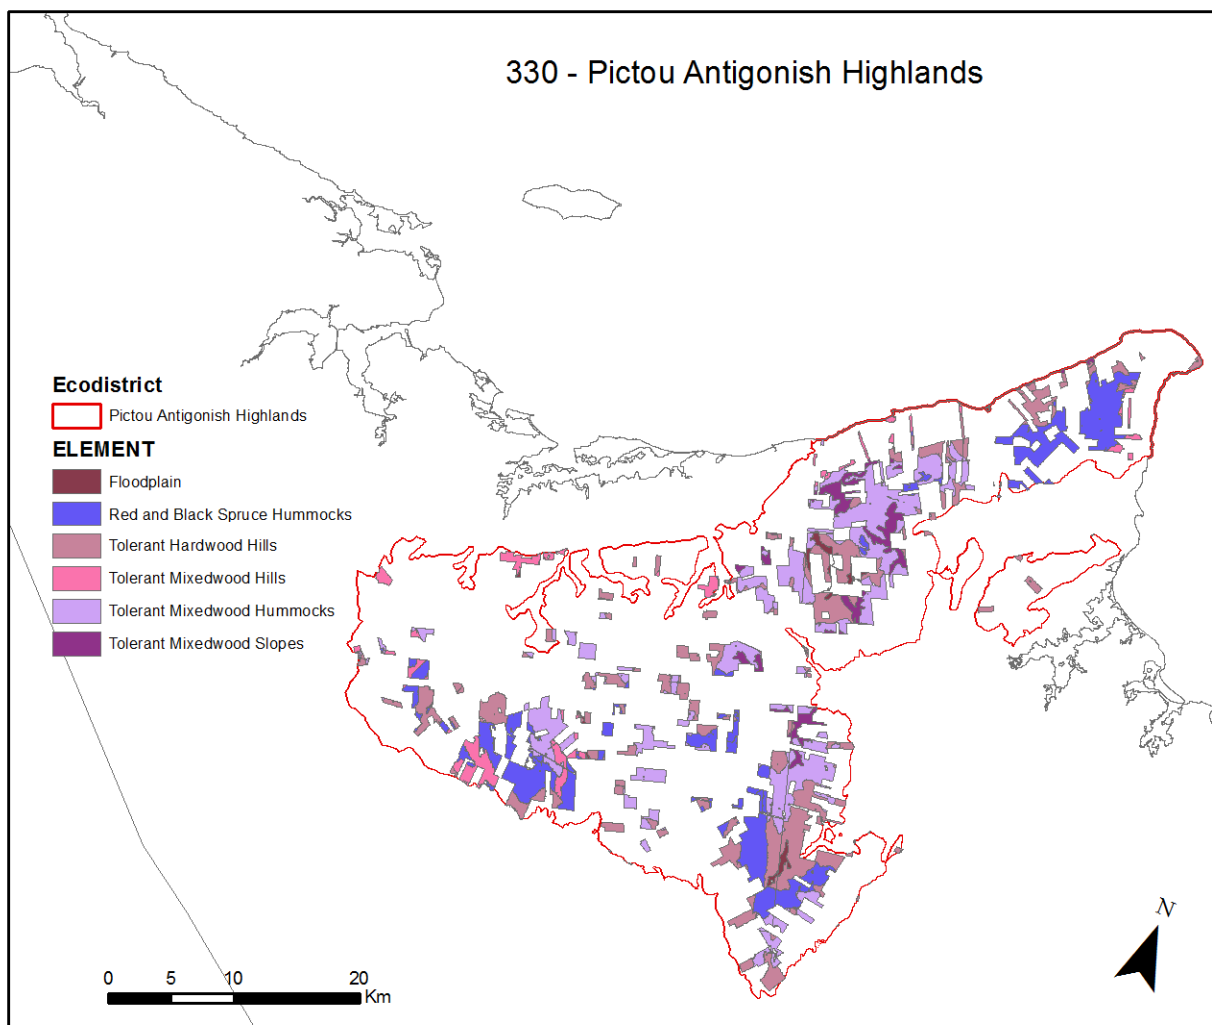 330 - Pictou Antigonish Highlands
Ecodistrict
Pictou Antigonish Highlands
ELEMENT
Floodplain
Red and Black Spruce Hummocks
Tolerant Hardwood Hills
Tolerant Mixedwood Hills
Tolerant Mixedwood Hummocks
Tolerant Mixedwood Slopes
N
0 5 10 20
Km